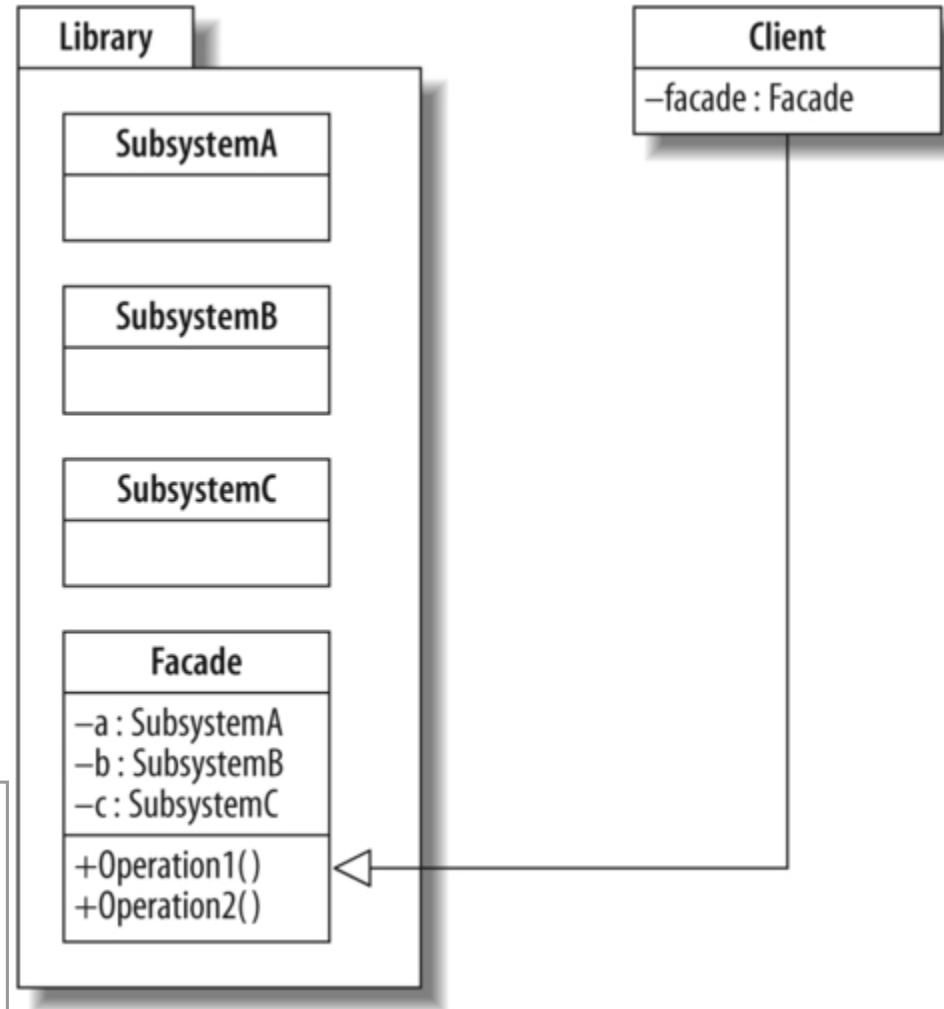 Library
SubsystemA
SubsystemB
SubsystemC
Facade
–a : SubsystemA
–b : SubsystemB
–c : SubsystemC
+Operation1()
+Operation2()
Client
–facade : Facade